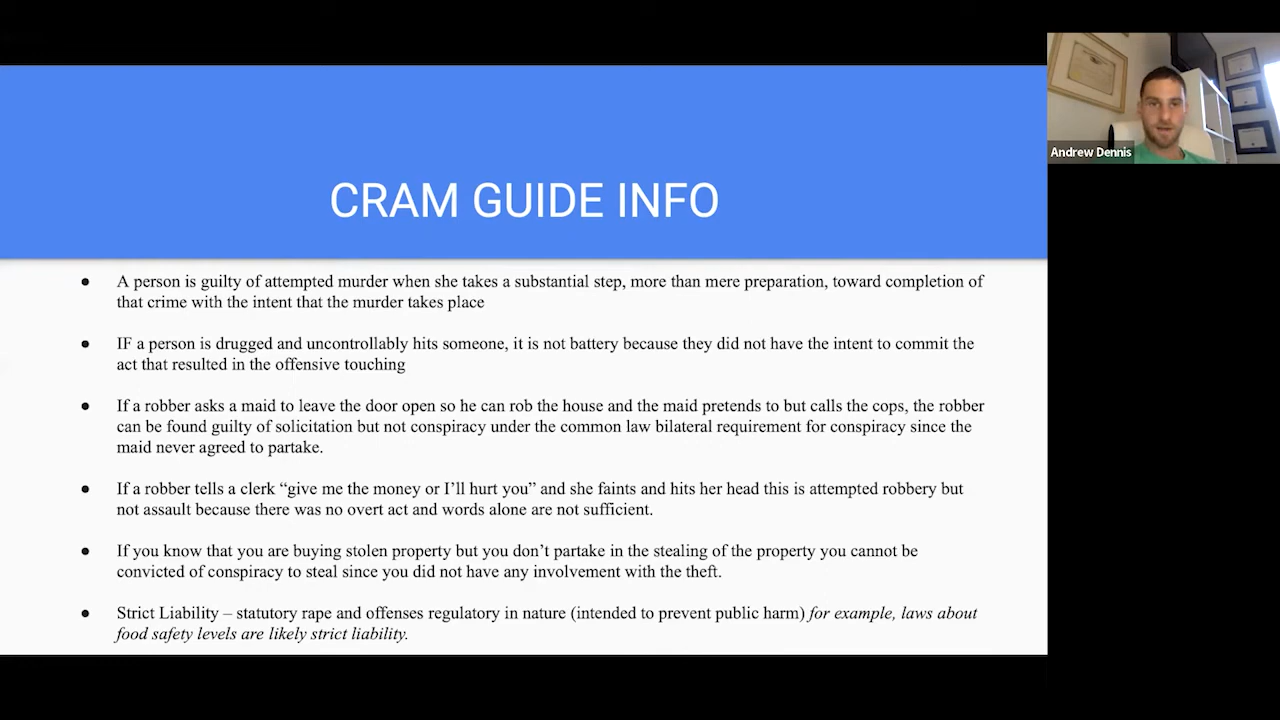 CRAM GUIDE INFO
● A person is guilty of attempted murder when she takes a substantial step, more than mere preparation, toward completion of
that crime with the intent that the murder takes place
● IF a person is drugged and uncontrollably hits someone, it is not battery because they did not have the intent to commit the
act that resulted in the offensive touching
● If a robber asks a maid to leave the door open so he can rob the house and the maid pretends to but calls the cops, the robber
can be found guilty of solicitation but not conspiracy under the common law bilateral requirement for conspiracy since the
maid never agreed to partake.
● If a robber tells a clerk “give me the money or I’ll hurt you” and she faints and hits her head this is attempted robbery but
not assault because there was no overt act and words alone are not sufficient.
● If you know that you are buying stolen property but you don’t partake in the stealing of the property you cannot be
convicted of conspiracy to steal since you did not have any involvement with the theft.
● Strict Liability – statutory rape and offenses regulatory in nature (intended to prevent public harm) for example, laws about
food safety levels are likely strict liability.
Andrew Dennis